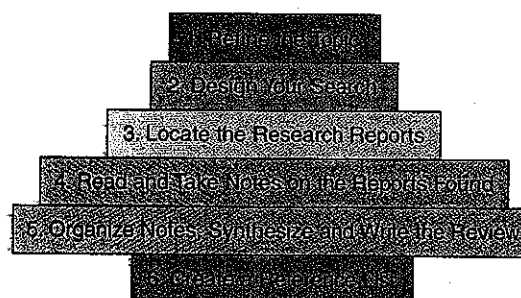 1. Refine the Topic
2. Design Your Search
3. Locate the Research Reports
4. Read and Take Notes on the Reports Found
5. Organize Notes, Synthesize and Write the Review
6. Create a Reference List